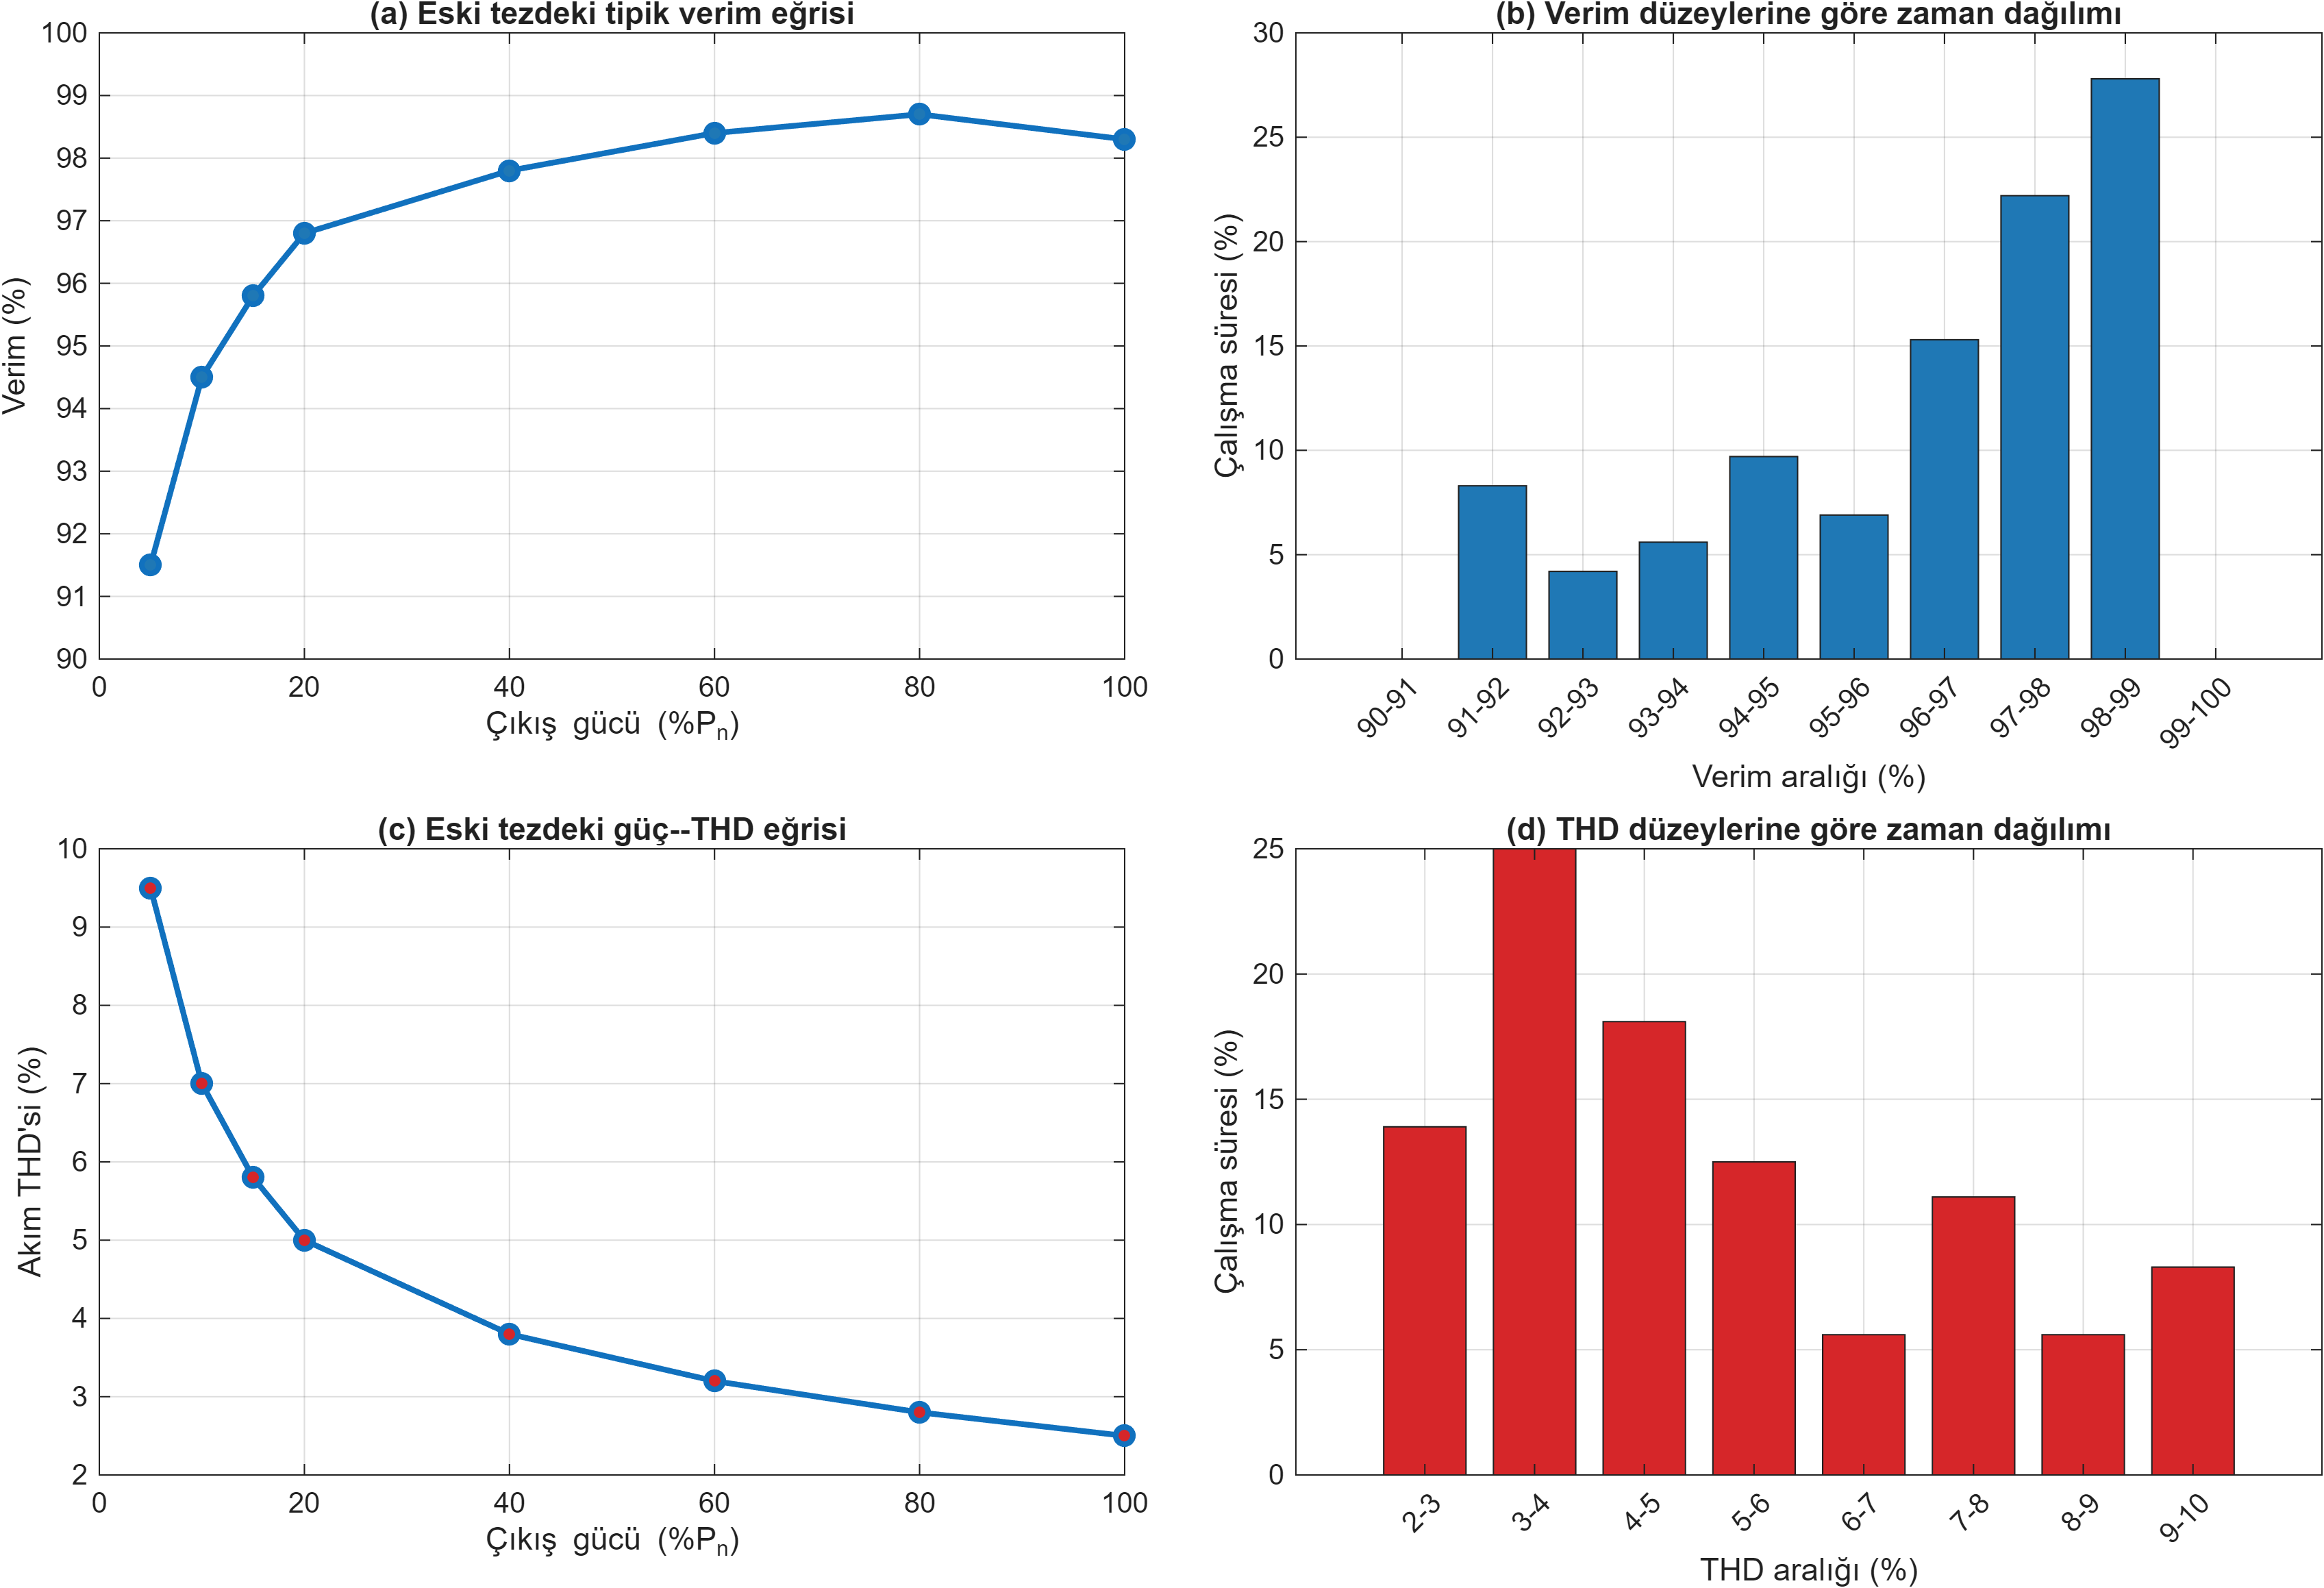 (a) Eski tezdeki tipik verim eğrisi
100
99
98
97
96
95
94
93
92
91
90
Verim (%)
0 20 40 60 80 100
Çıkış gücü (%Pn)
(b) Verim düzeylerine göre zaman dağılımı
30
25
20
15
10
5
0
Çalışma süresi (%)
90-91 91-92 92-93 93-94 94-95 95-96 96-97 97-98 98-99 99-100
Verim aralığı (%)
(c) Eski tezdeki güç--THD eğrisi
10
9
8
7
6
5
4
3
2
Akım THD'si (%)
0 20 40 60 80 100
Çıkış gücü (%Pn)
(d) THD düzeylerine göre zaman dağılımı
25
20
15
10
5
0
Çalışma süresi (%)
2-3 3-4 4-5 5-6 6-7 7-8 8-9 9-10
THD aralığı (%)